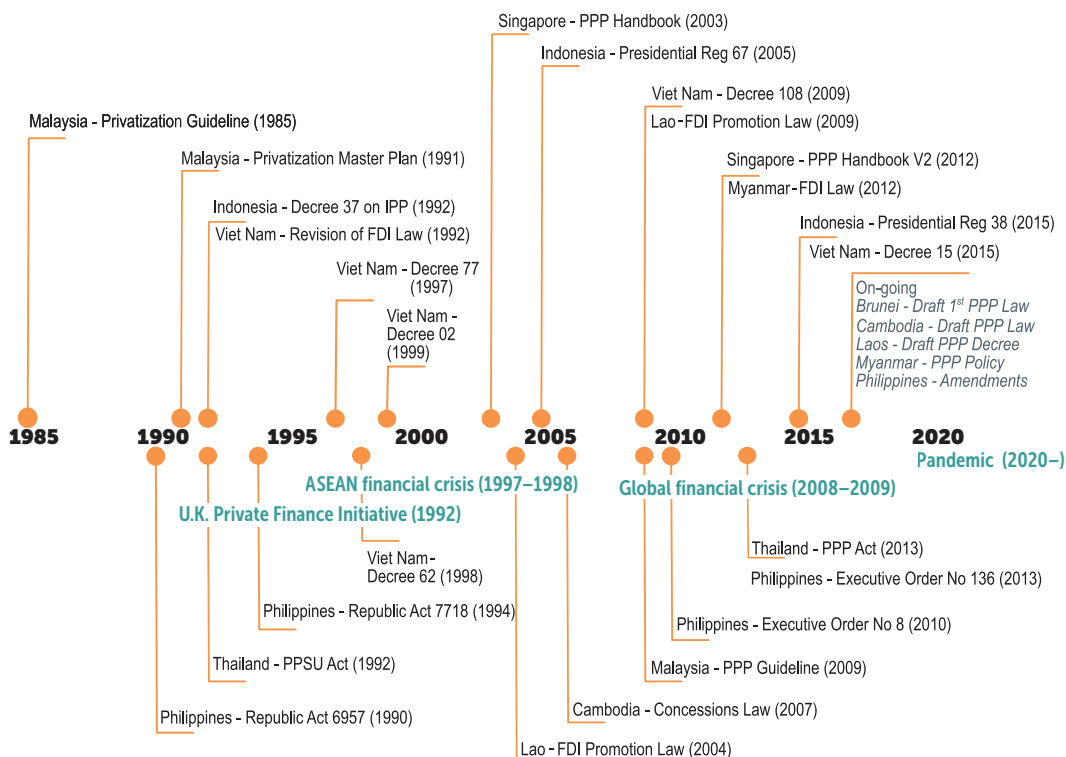 Singapore - PPP Handbook (2003)
Indonesia - Presidential Reg 67 (2005)
Viet Nam - Decree 108 (2009)
Lao-FDI Promotion Law (2009)
Malaysia - Privatization Guideline (1985)
Malaysia - Privatization Master Plan (1991)
Singapore - PPP Handbook V2 (2012)
Myanmar-FDI Law (2012)
Indonesia - Decree 37 on IPP (1992)
Viet Nam - Revision of FDI Law (1992)
Indonesia - Presidential Reg 38 (2015)
Viet Nam - Decree 15 (2015)
Viet Nam - Decree 77
(1997)
Viet Nam -
Decree 02
(1999)
On-going
Brunei - Draft 1st PPP Law
Cambodia - Draft PPP Law
Laos - Draft PPP Decree
Myanmar - PPP Policy
Philippines - Amendments
1985 1990 1995 2000 2005 2010 2015 2020
Pandemic (2020–)
ASEAN financial crisis (1997–1998)
Global financial crisis (2008–2009)
U.K. Private Finance Initiative (1992)
Viet Nam-
Decree 62 (1998)
Thailand - PPP Act (2013)
Philippines - Executive Order No 136 (2013)
Philippines - Republic Act 7718 (1994)
Philippines - Executive Order No 8 (2010)
Thailand - PPSU Act (1992)
Malaysia - PPP Guideline (2009)
Philippines - Republic Act 6957 (1990)
Cambodia - Concessions Law (2007)
Lao - FDI Promotion Law (2004)